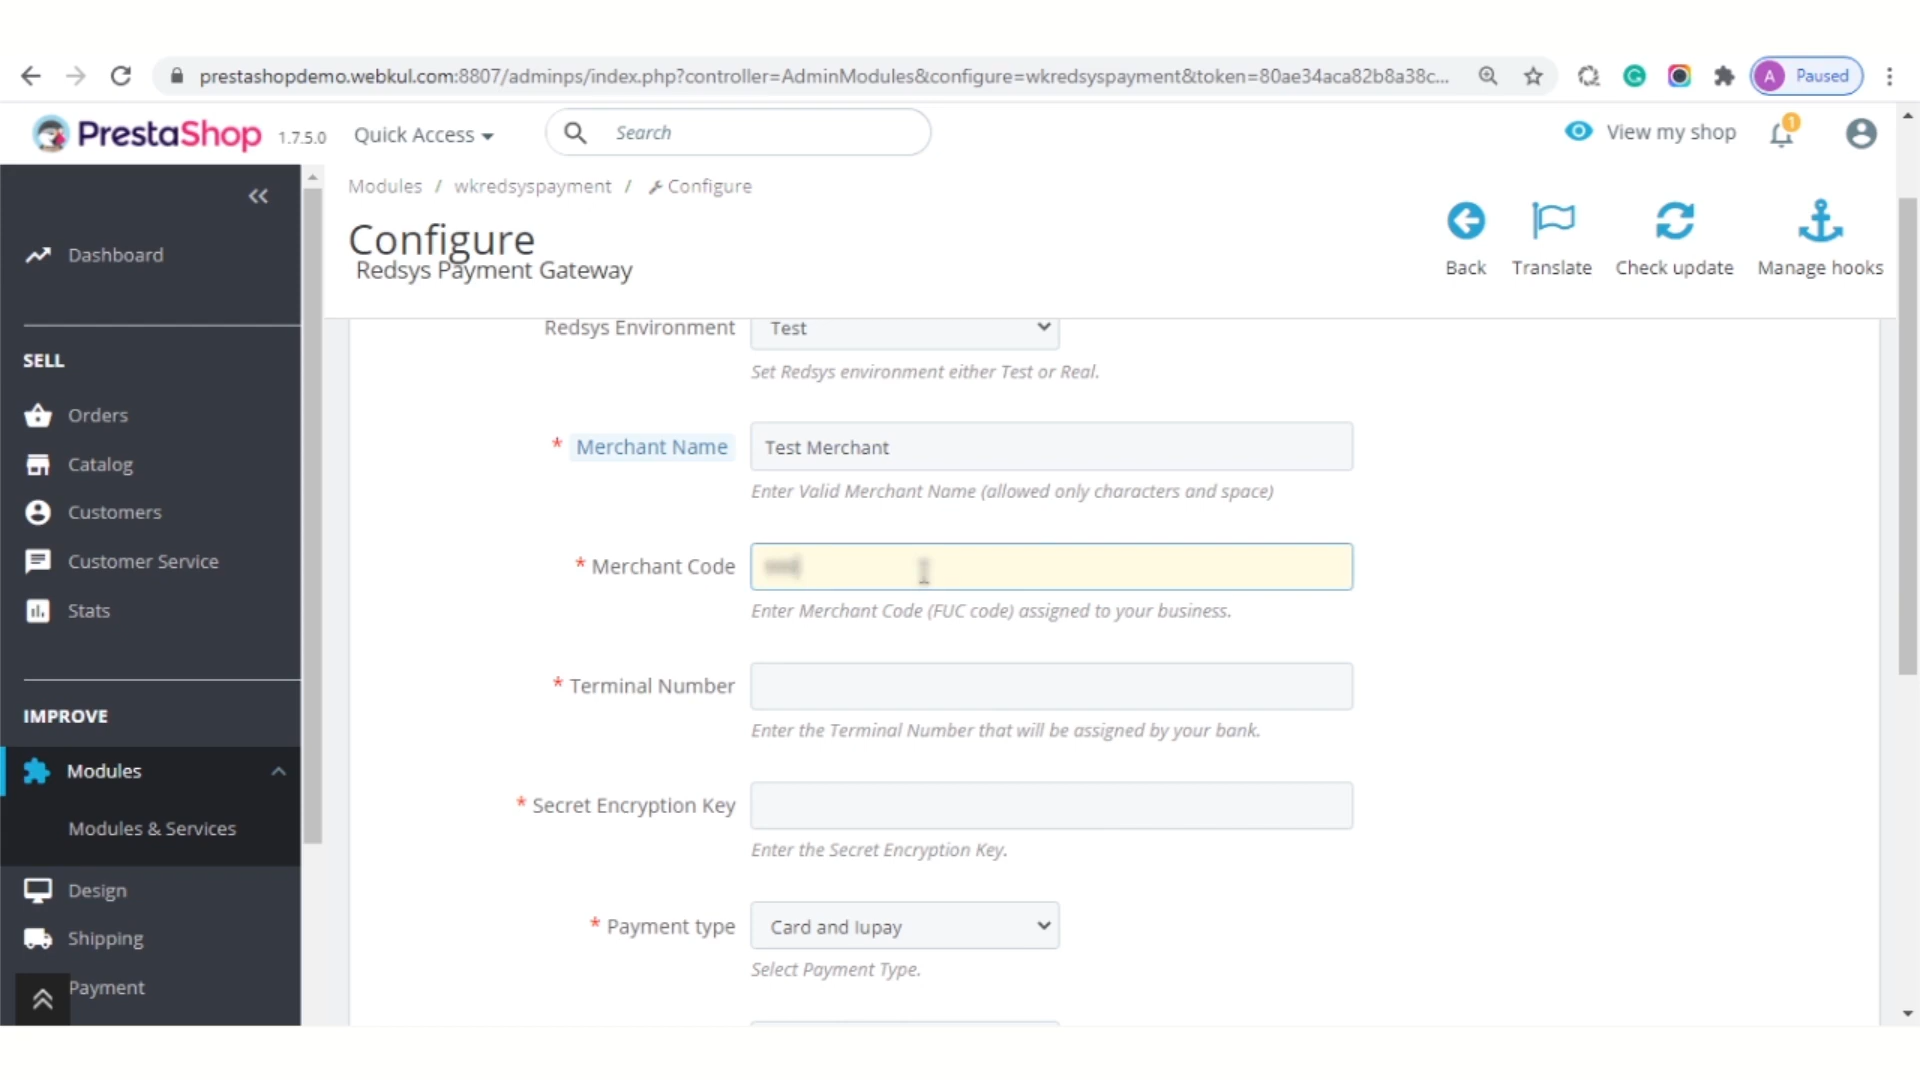 prestashopdemo.webkul.com:8807/adminps/index.php?controller=AdminModules&configure=wkredsyspayment&token=80ae34aca82b8a38c...
A Paused
PrestaShop 1.7.5.0 Quick Access Search View my shop 1
Modules / wkredsyspayment / Configure
Configure
Redsys Payment Gateway
Back Translate Check update Manage hooks
Dashboard
SELL
Orders
Catalog
Customers
Customer Service
Stats
IMPROVE
Modules
Modules & Services
Design
Shipping
Payment
Redsys Environment Test
Set Redsys environment either Test or Real.
* Merchant Name Test Merchant
Enter Valid Merchant Name (allowed only characters and space)
* Merchant Code
Enter Merchant Code (FUC code) assigned to your business.
* Terminal Number
Enter the Terminal Number that will be assigned by your bank.
* Secret Encryption Key
Enter the Secret Encryption Key.
* Payment type Card and Iupay
Select Payment Type.